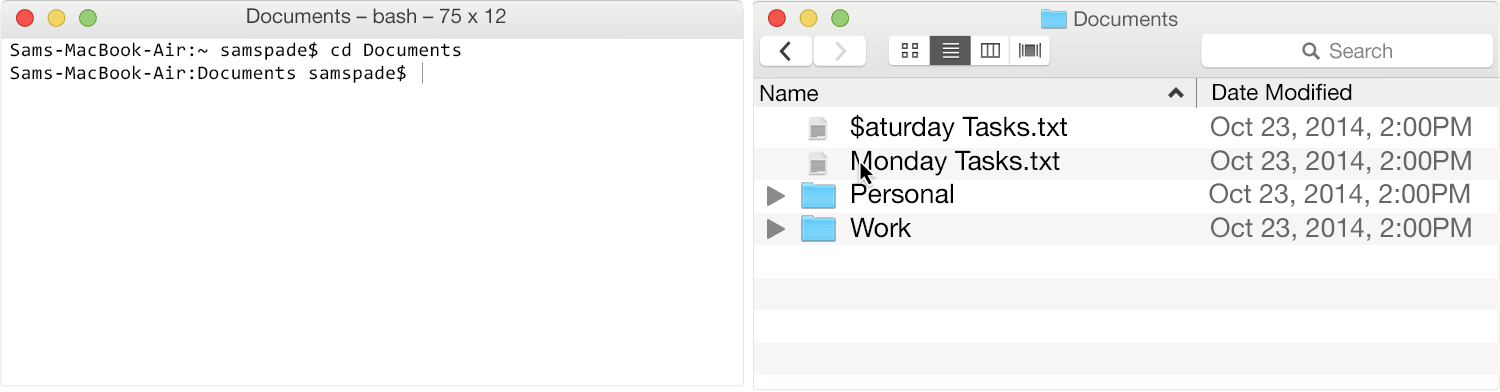 Documents – bash – 75 x 12
Sams-MacBook-Air:~ samspade$ cd Documents
Sams-MacBook-Air:Documents samspade$
Documents
Search
Name Date Modified
$aturday Tasks.txt Oct 23, 2014, 2:00PM
Monday Tasks.txt Oct 23, 2014, 2:00PM
Personal Oct 23, 2014, 2:00PM
Work Oct 23, 2014, 2:00PM